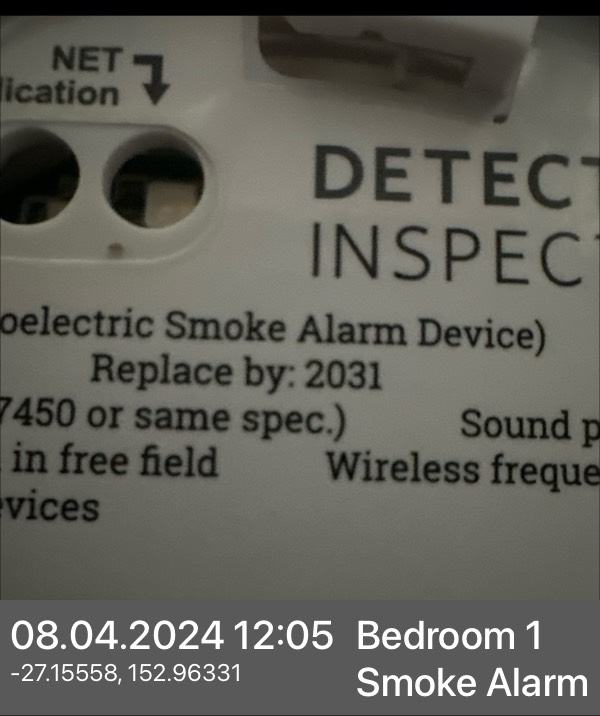 NET
lication
DETECT
INSPECT
oelectric Smoke Alarm Device)
Replace by: 2031
7450 or same spec.) Sound p
in free field Wireless freque
evices
08.04.2024 12:05 Bedroom 1
-27.15558, 152.96331 Smoke Alarm